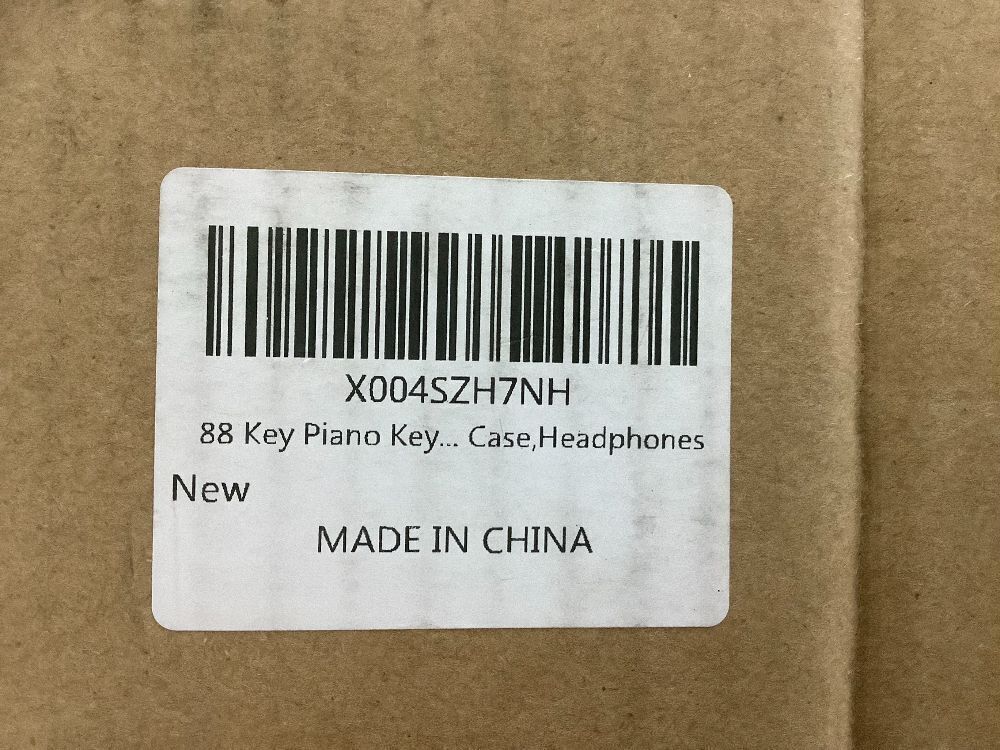 X004SZH7NH
88 Key Piano Key... Case,Headphones
New
MADE IN CHINA